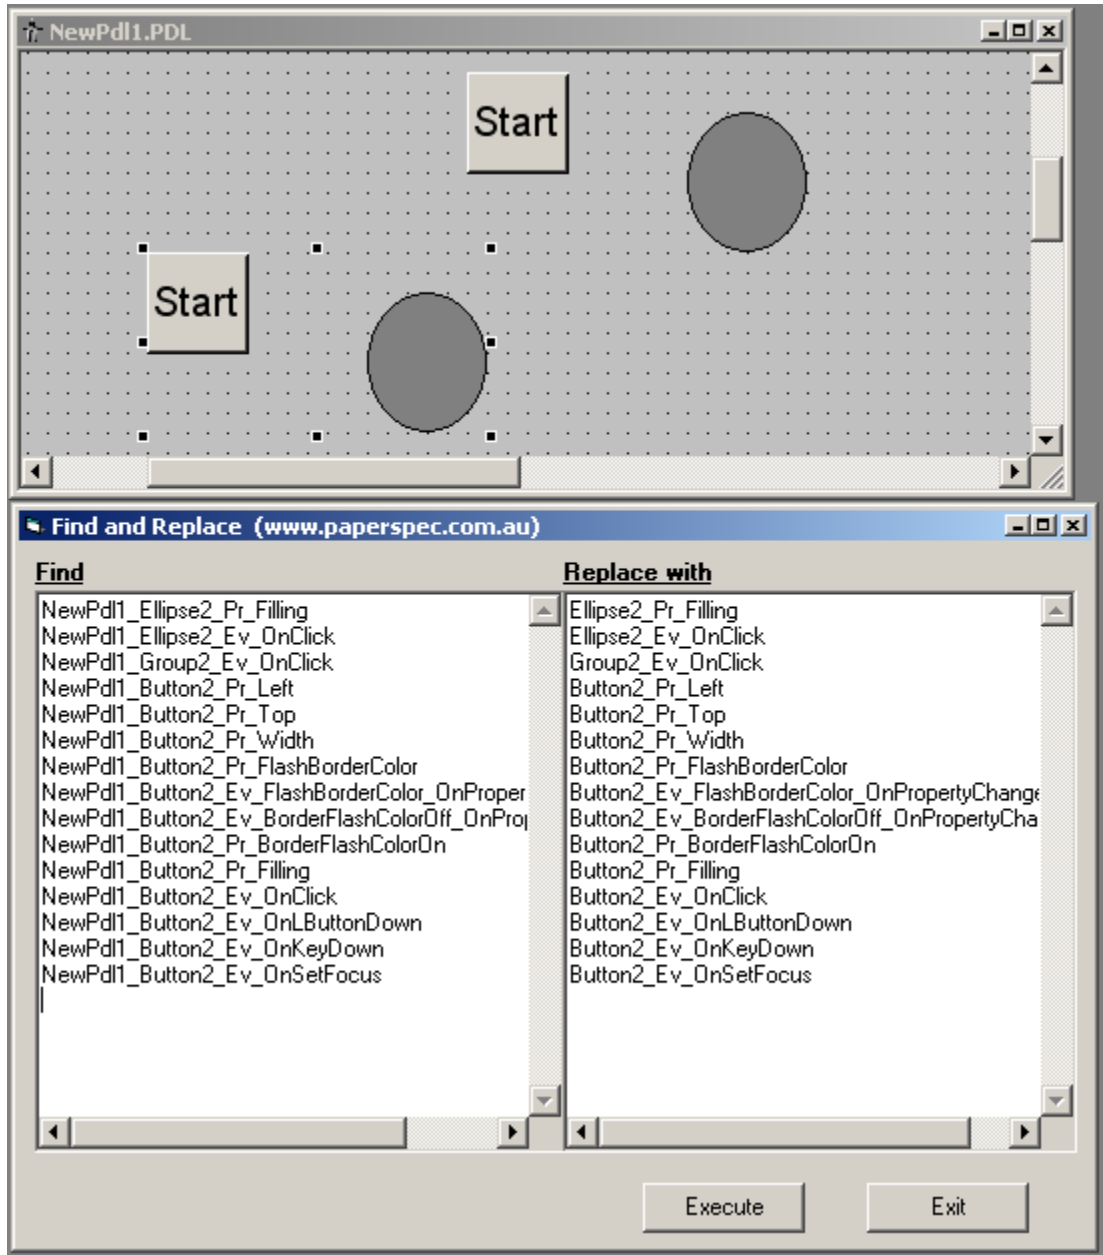 NewPdl1.PDL
Start
Start
Find and Replace (www.paperspec.com.au)
Find
NewPdl1_Ellipse2_Pr_Filling
NewPdl1_Ellipse2_Ev_OnClick
NewPdl1_Group2_Ev_OnClick
NewPdl1_Button2_Pr_Left
NewPdl1_Button2_Pr_Top
NewPdl1_Button2_Pr_Width
NewPdl1_Button2_Pr_FlashBorderColor
NewPdl1_Button2_Ev_FlashBorderColor_OnProper
NewPdl1_Button2_Ev_BorderFlashColorOff_OnProp
NewPdl1_Button2_Pr_BorderFlashColorOn
NewPdl1_Button2_Pr_Filling
NewPdl1_Button2_Ev_OnClick
NewPdl1_Button2_Ev_OnLButtonDown
NewPdl1_Button2_Ev_OnKeyDown
NewPdl1_Button2_Ev_OnSetFocus
Replace with
Ellipse2_Pr_Filling
Ellipse2_Ev_OnClick
Group2_Ev_OnClick
Button2_Pr_Left
Button2_Pr_Top
Button2_Pr_Width
Button2_Pr_FlashBorderColor
Button2_Ev_FlashBorderColor_OnPropertyChange
Button2_Ev_BorderFlashColorOff_OnPropertyCha
Button2_Pr_BorderFlashColorOn
Button2_Pr_Filling
Button2_Ev_OnClick
Button2_Ev_OnLButtonDown
Button2_Ev_OnKeyDown
Button2_Ev_OnSetFocus
Execute
Exit